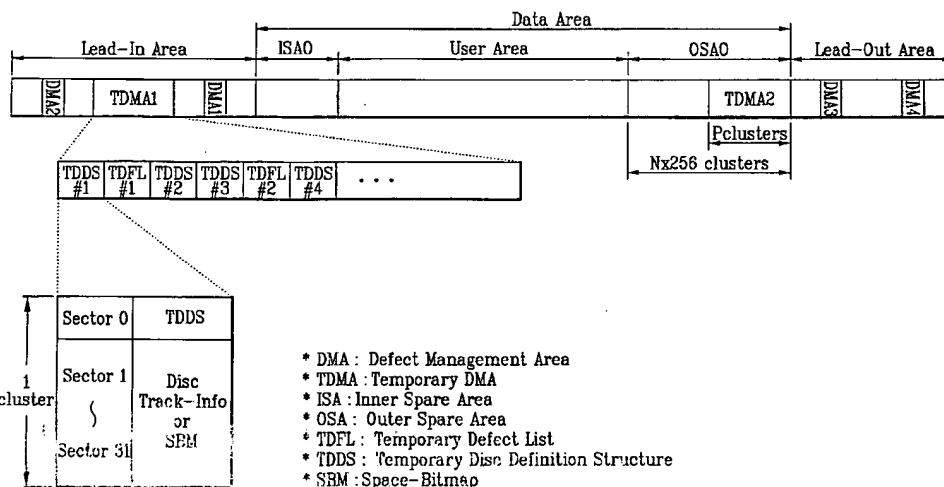 Data Area
Lead-In Area ISA0 User Area OSA0 Lead-Out Area
DMA2 TDMA1 DMA1 TDMA2 DMA3 DMA4
Pclusters
Nx256 clusters
TDDS #1 TDFL #1 TDDS #2 TDDS #3 TDFL #2 TDDS #4 ...
Sector 0 TDDS
1 cluster
Sector 1
Sector 31
Disc
Track-Info
or
SBM
* DMA : Defect Management Area
* TDMA : Temporary DMA
* ISA : Inner Spare Area
* OSA : Outer Spare Area
* TDFL : Temporary Defect List
* TDDS : Temporary Disc Definition Structure
* SBM : Space-Bitmap